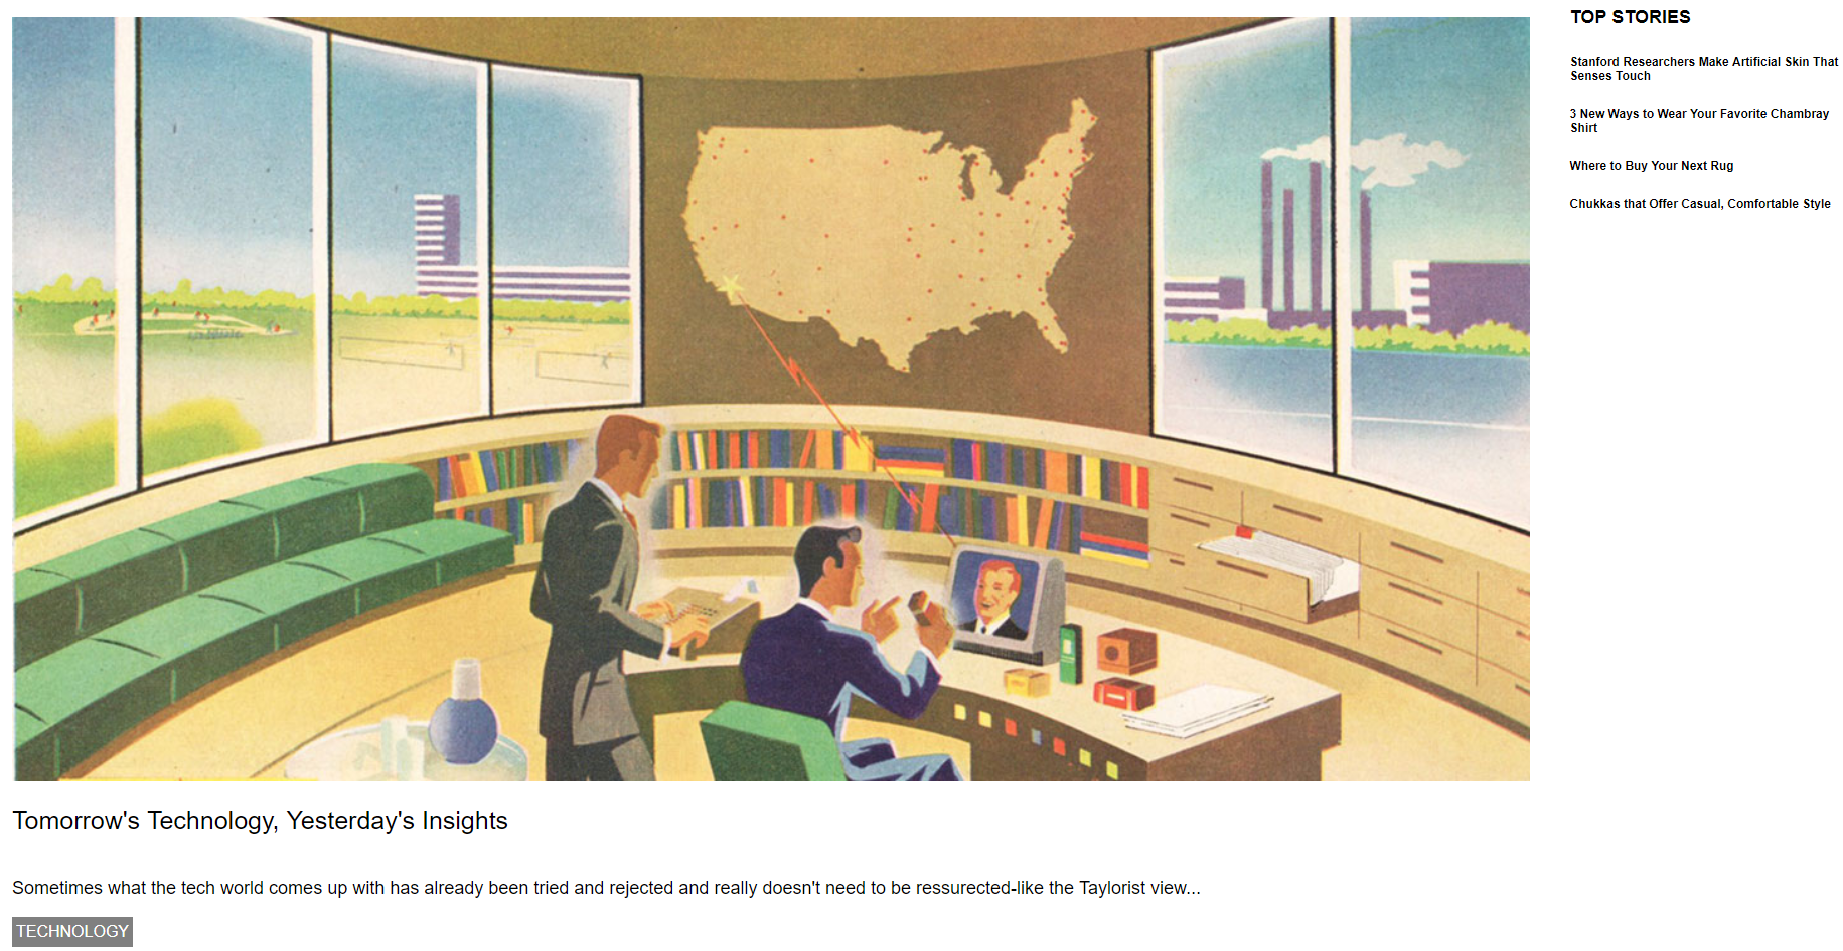 TOP STORIES
Stanford Researchers Make Artificial Skin That
Senses Touch
3 New Ways to Wear Your Favorite Chambray
Shirt
Where to Buy Your Next Rug
Chukkas that Offer Casual, Comfortable Style
Tomorrow's Technology, Yesterday's Insights
Sometimes what the tech world comes up with has already been tried and rejected and really doesn't need to be ressurected-like the Taylorist view...
TECHNOLOGY